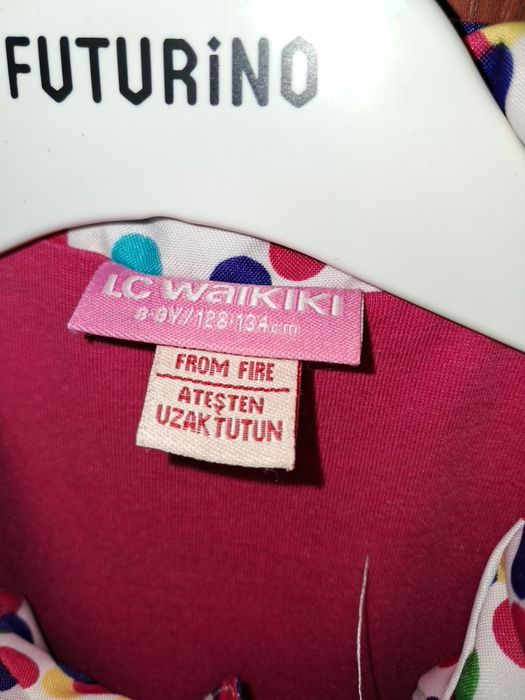 FUTURiNO
LC WAIKIKI
8-9Y/128-134cm
FROM FIRE
ATEŞTEN
UZAK TUTUN